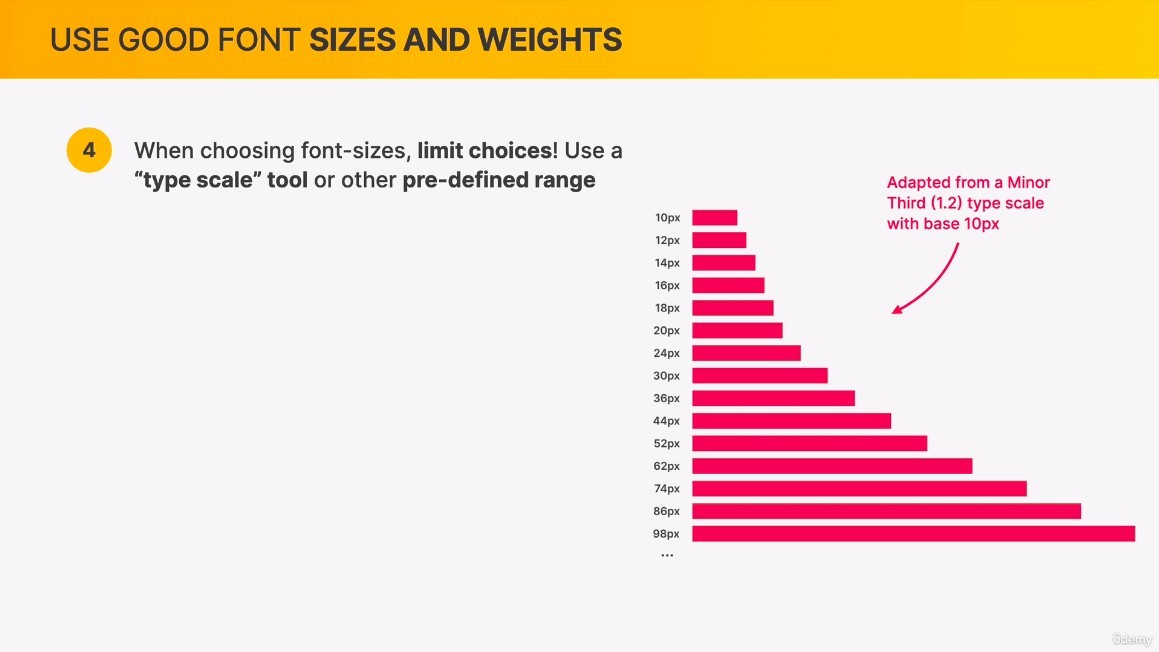 USE GOOD FONT SIZES AND WEIGHTS
4
When choosing font-sizes, limit choices! Use a
“type scale” tool or other pre-defined range
Adapted from a Minor
Third (1.2) type scale
with base 10px
10px
12px
14px
16px
18px
20px
24px
30px
36px
44px
52px
62px
74px
86px
98px
...
ûdemy